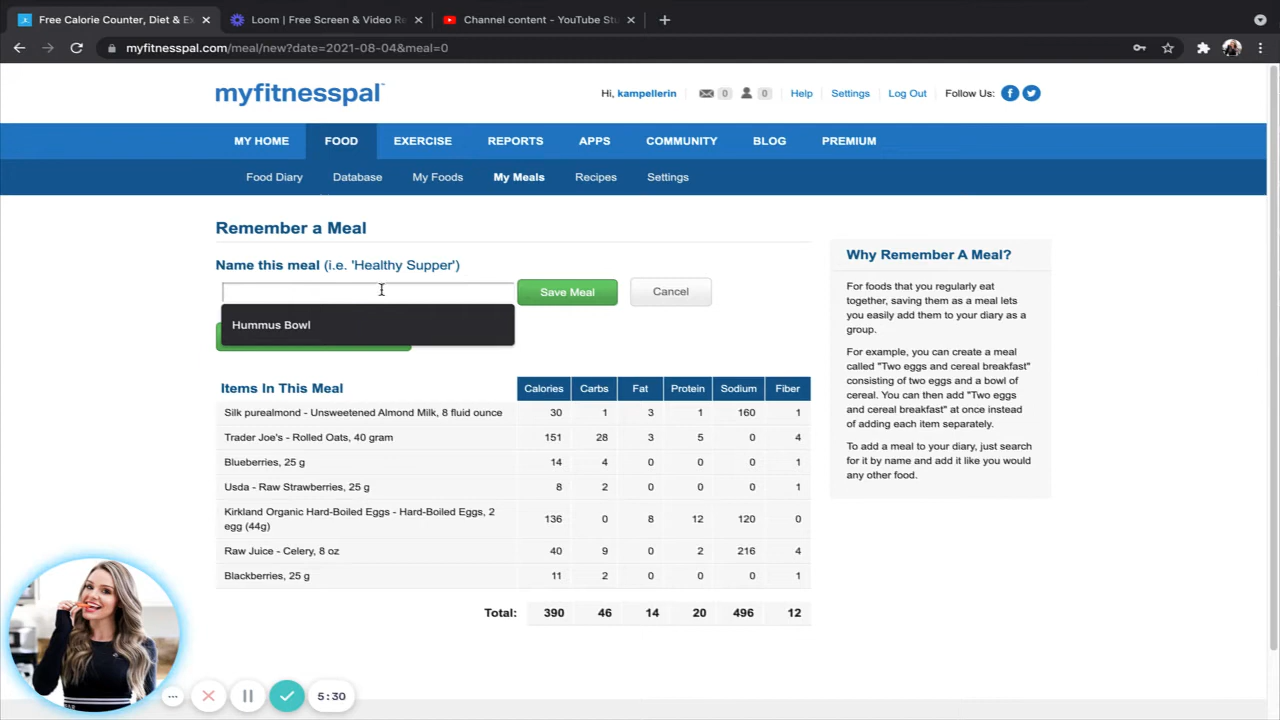 Free Calorie Counter, Diet & Ex
Loom | Free Screen & Video Re
Channel content - YouTube Stu
myfitnesspal.com/meal/new?date=2021-08-04&meal=0
myfitnesspal
Hi, kampellerin 0 0 Help Settings Log Out Follow Us:
MY HOME FOOD EXERCISE REPORTS APPS COMMUNITY BLOG PREMIUM
Food Diary Database My Foods My Meals Recipes Settings
Remember a Meal
Name this meal (i.e. 'Healthy Supper')
Save Meal Cancel
Hummus Bowl
Items In This Meal Calories Carbs Fat Protein Sodium Fiber
Silk purealmond - Unsweetened Almond Milk, 8 fluid ounce 30 1 3 1 160 1
Trader Joe's - Rolled Oats, 40 gram 151 28 3 5 0 4
Blueberries, 25 g 14 4 0 0 0 1
Usda - Raw Strawberries, 25 g 8 2 0 0 0 1
Kirkland Organic Hard-Boiled Eggs - Hard-Boiled Eggs, 2
egg (44g) 136 0 8 12 120 0
Raw Juice - Celery, 8 oz 40 9 0 2 216 4
Blackberries, 25 g 11 2 0 0 0 1
Total: 390 46 14 20 496 12
Why Remember A Meal?
For foods that you regularly eat
together, saving them as a meal lets
you easily add them to your diary as a
group.
For example, you can create a meal
called "Two eggs and cereal breakfast"
consisting of two eggs and a bowl of
cereal. You can then add "Two eggs
and cereal breakfast" at once instead
of adding each item separately.
To add a meal to your diary, just search
for it by name and add it like you would
any other food.
5:30